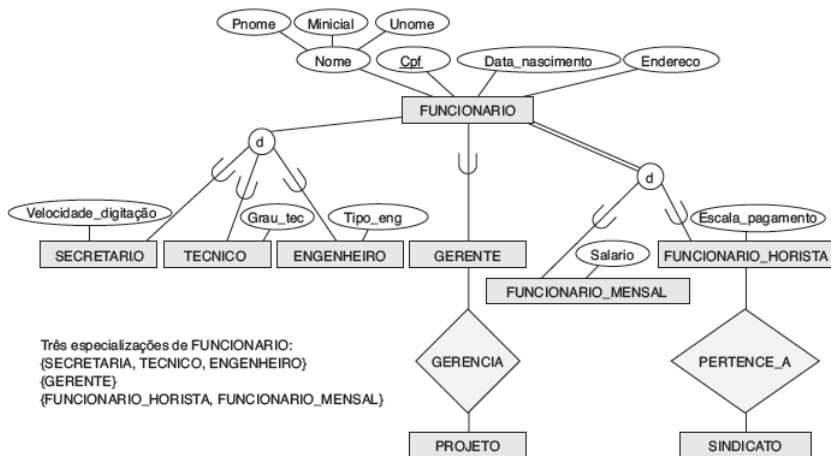 Pnome Minicial Unome
Nome Cpf Data_nascimento Endereco
FUNCIONARIO
d
d
Velocidade_digitação Grau_tec Tipo_eng Escala_pagamento
SECRETARIO TECNICO ENGENHEIRO GERENTE Salario FUNCIONARIO_HORISTA
FUNCIONARIO_MENSAL
Três especializações de FUNCIONARIO:
{SECRETARIA, TECNICO, ENGENHEIRO}
{GERENTE}
{FUNCIONARIO_HORISTA, FUNCIONARIO_MENSAL}
GERENCIA PERTENCE_A
PROJETO SINDICATO